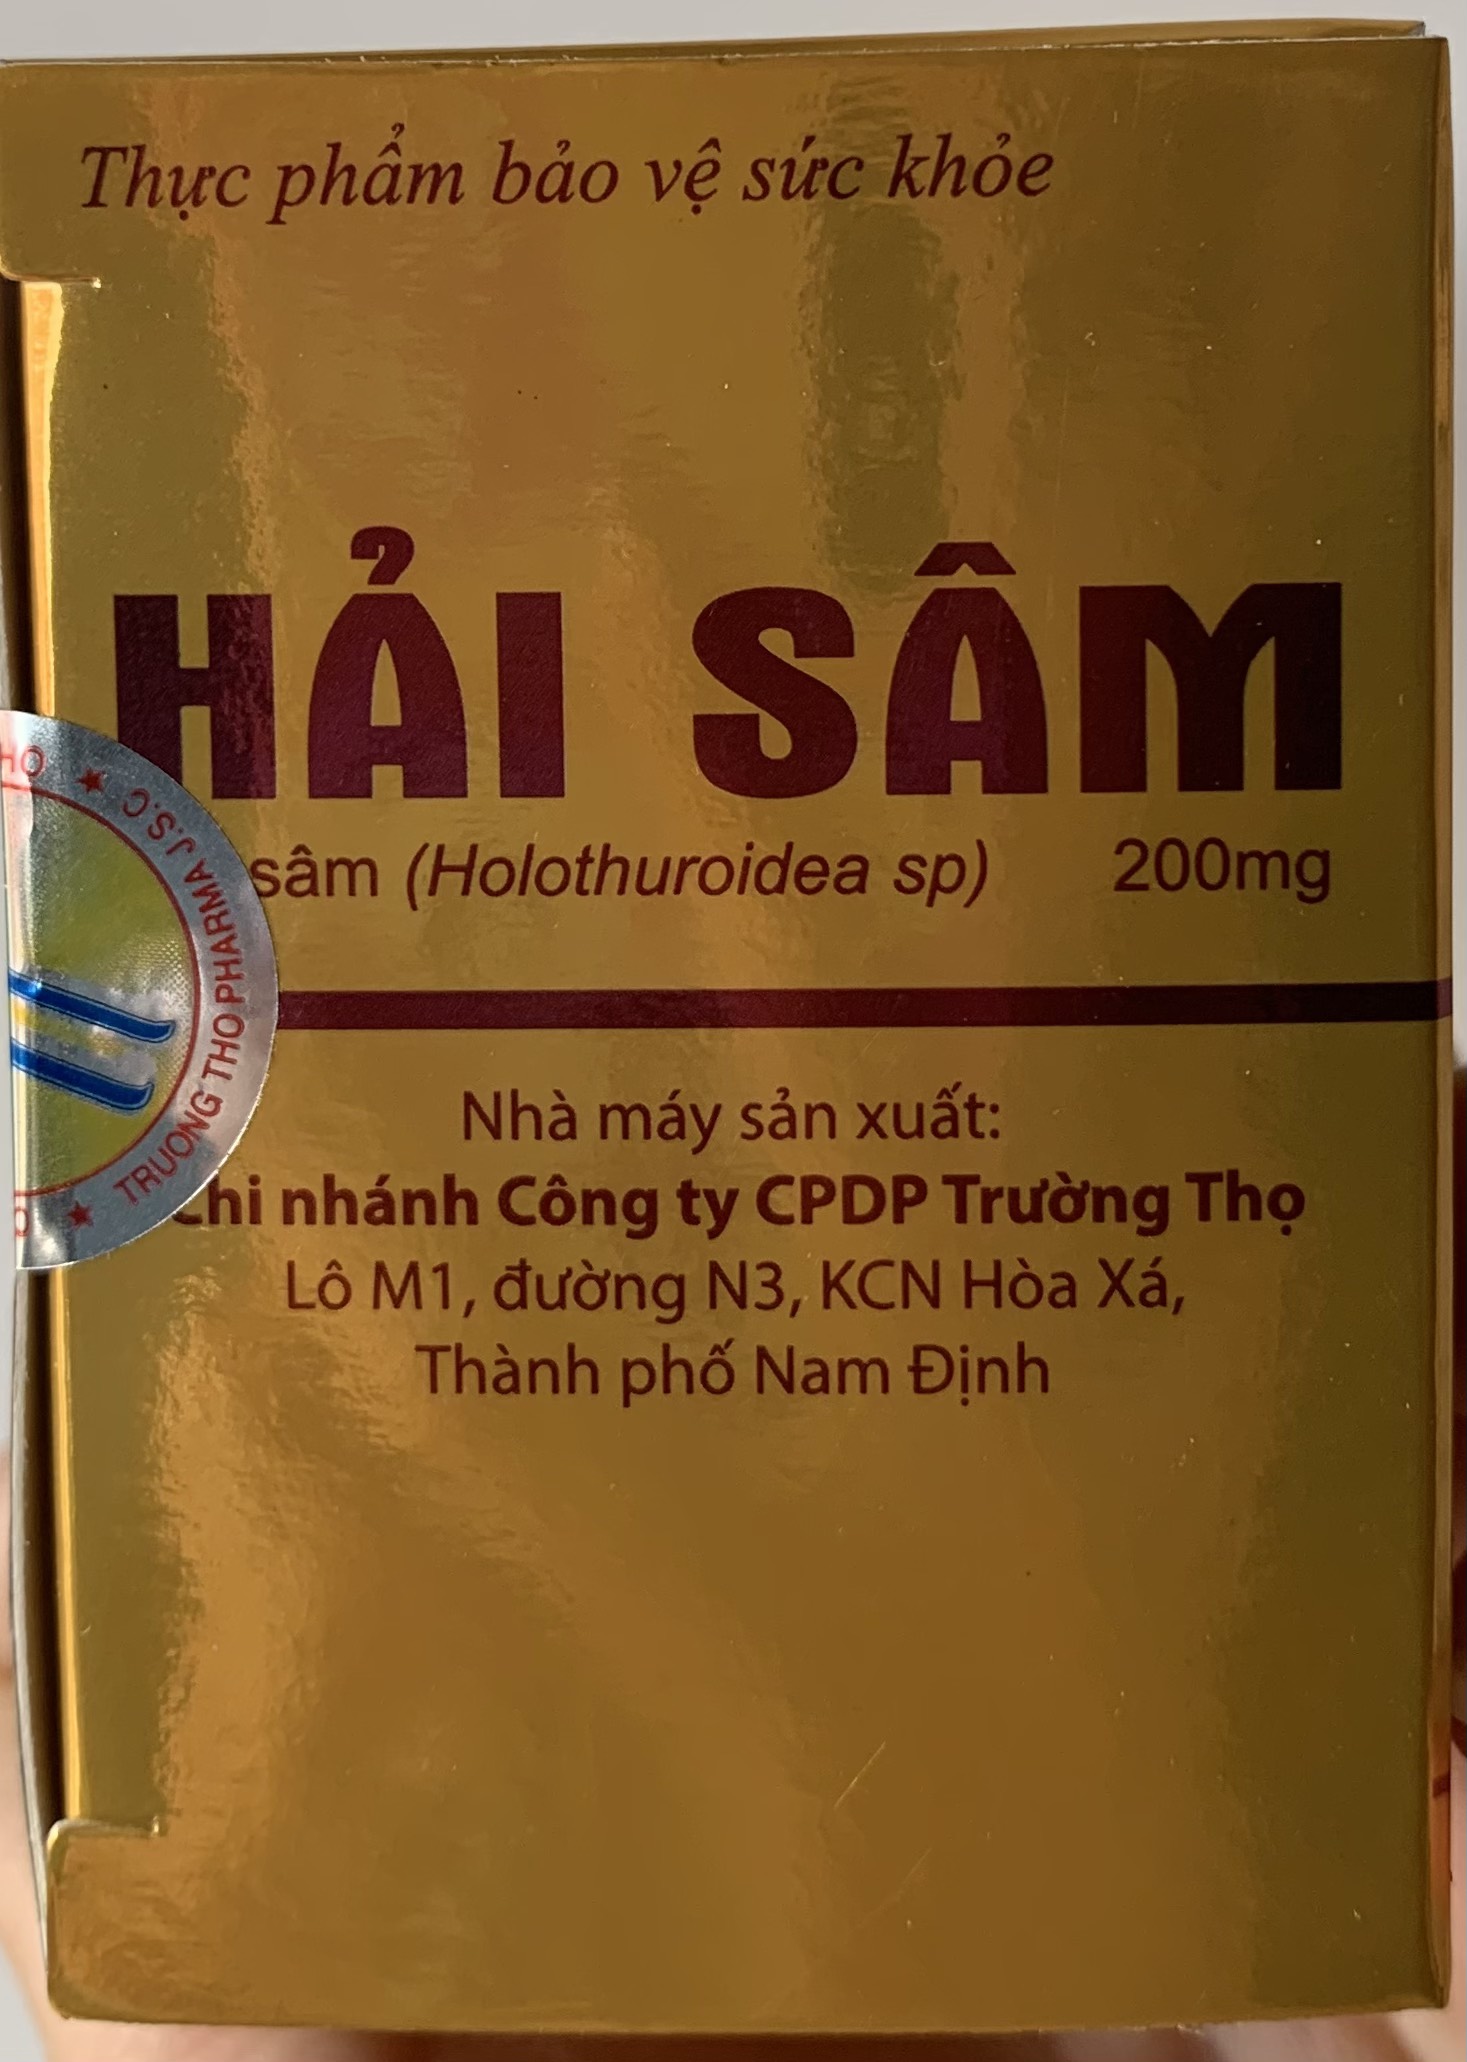 Thực phẩm bảo vệ sức khỏe
HẢI SÂM
sâm (Holothuroidea sp) 200mg
TRUONG THO PHARMA J.S.C
Nhà máy sản xuất:
Chi nhánh Công ty CPDP Trường Thọ
Lô M1, đường N3, KCN Hòa Xá,
Thành phố Nam Định